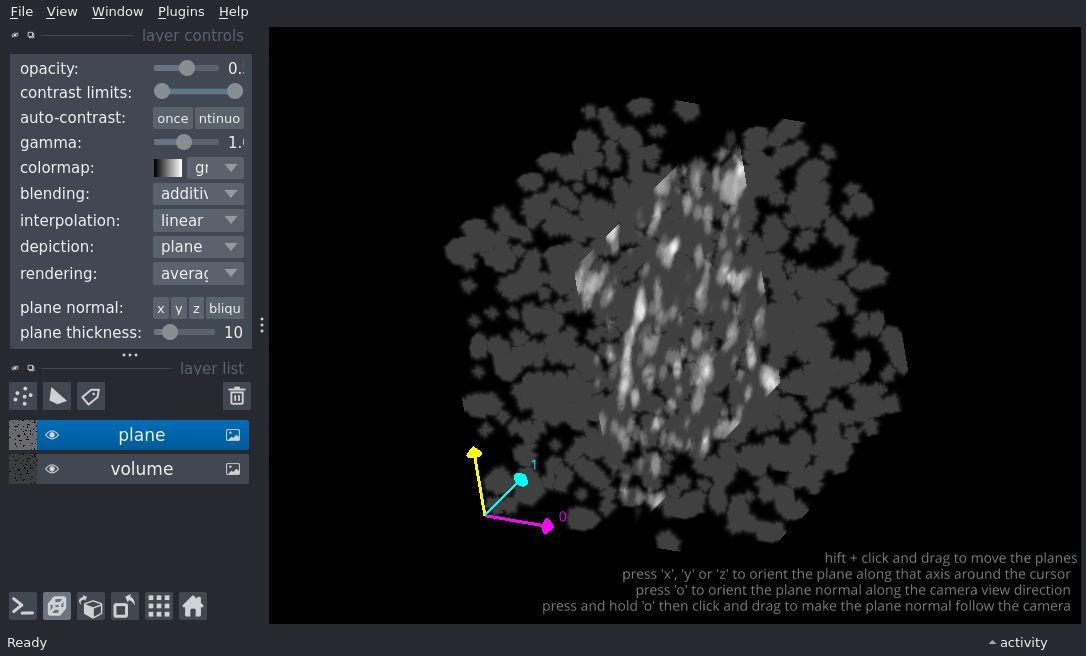 File View Window Plugins Help
layer controls
opacity: 0.
contrast limits:
auto-contrast: once ntinuo
gamma: 1.
colormap: gr
blending: additiv
interpolation: linear
depiction: plane
rendering: averag
plane normal: x y z bliqu
plane thickness: 10
layer list
plane
volume
1
0
hift + click and drag to move the planes
press 'x', 'y' or 'z' to orient the plane along that axis around the cursor
press 'o' to orient the plane normal along the camera view direction
press and hold 'o' then click and drag to make the plane normal follow the camera
Ready
activity